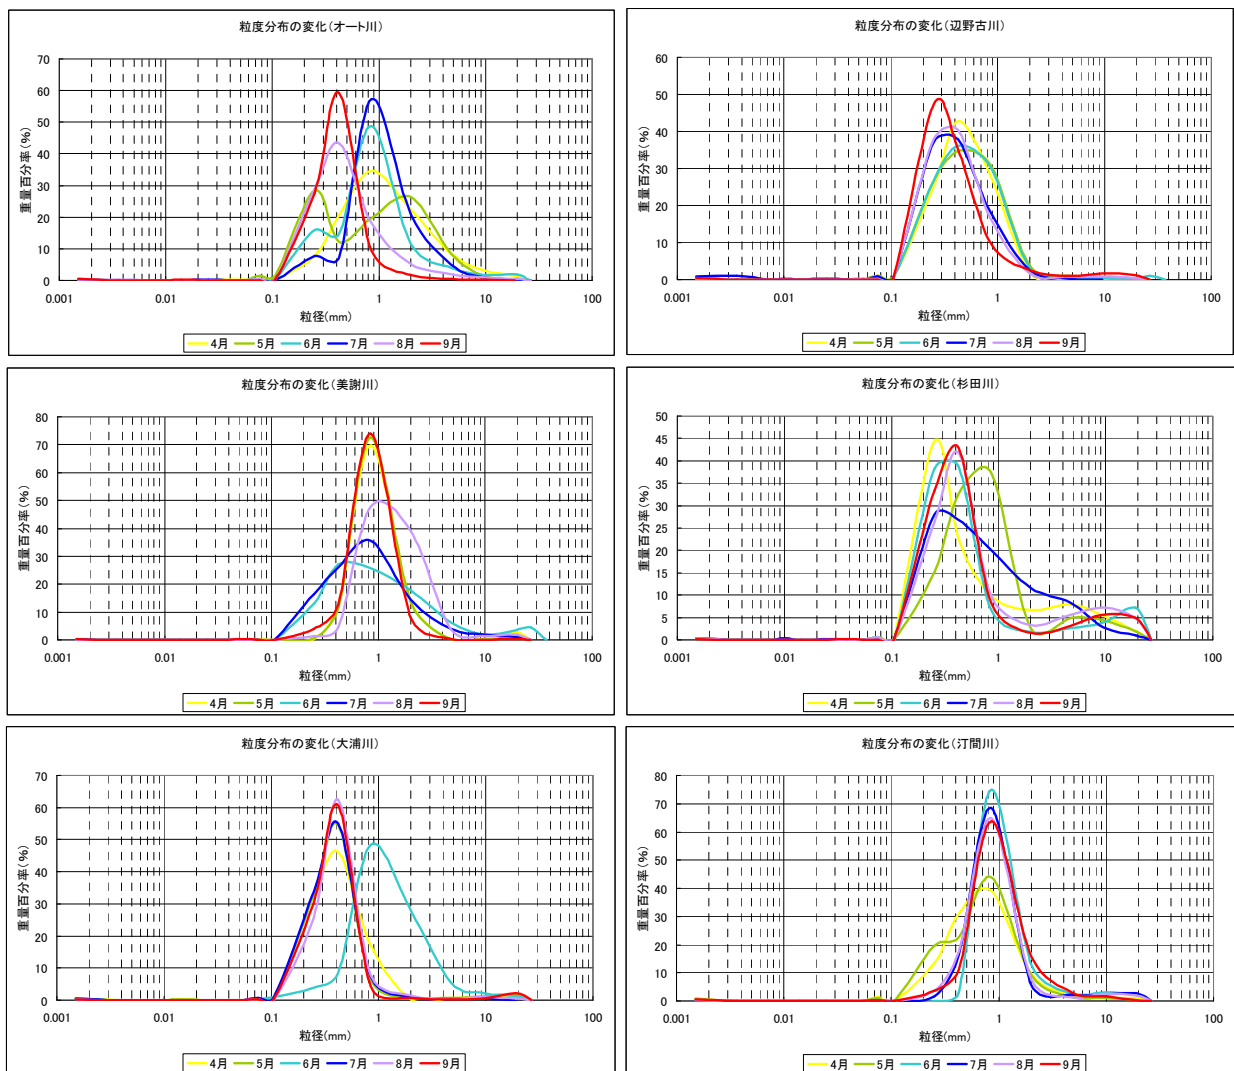 粒度分布の変化(オート川)
重量百分率(%)
70
60
50
40
30
20
10
0
0.001 0.01 0.1 1 10 100
粒径(mm)
4月 5月 6月 7月 8月 9月
粒度分布の変化(辺野古川)
重量百分率(%)
60
50
40
30
20
10
0
0.001 0.01 0.1 1 10 100
粒径(mm)
4月 5月 6月 7月 8月 9月
粒度分布の変化(美謝川)
重量百分率(%)
80
70
60
50
40
30
20
10
0
0.001 0.01 0.1 1 10 100
粒径(mm)
4月 5月 6月 7月 8月 9月
粒度分布の変化(杉田川)
重量百分率(%)
50
45
40
35
30
25
20
15
10
5
0
0.001 0.01 0.1 1 10 100
粒径(mm)
4月 5月 6月 7月 8月 9月
粒度分布の変化(大浦川)
重量百分率(%)
70
60
50
40
30
20
10
0
0.001 0.01 0.1 1 10 100
粒径(mm)
4月 5月 6月 7月 8月 9月
粒度分布の変化(汀間川)
重量百分率(%)
80
70
60
50
40
30
20
10
0
0.001 0.01 0.1 1 10 100
粒径(mm)
4月 5月 6月 7月 8月 9月